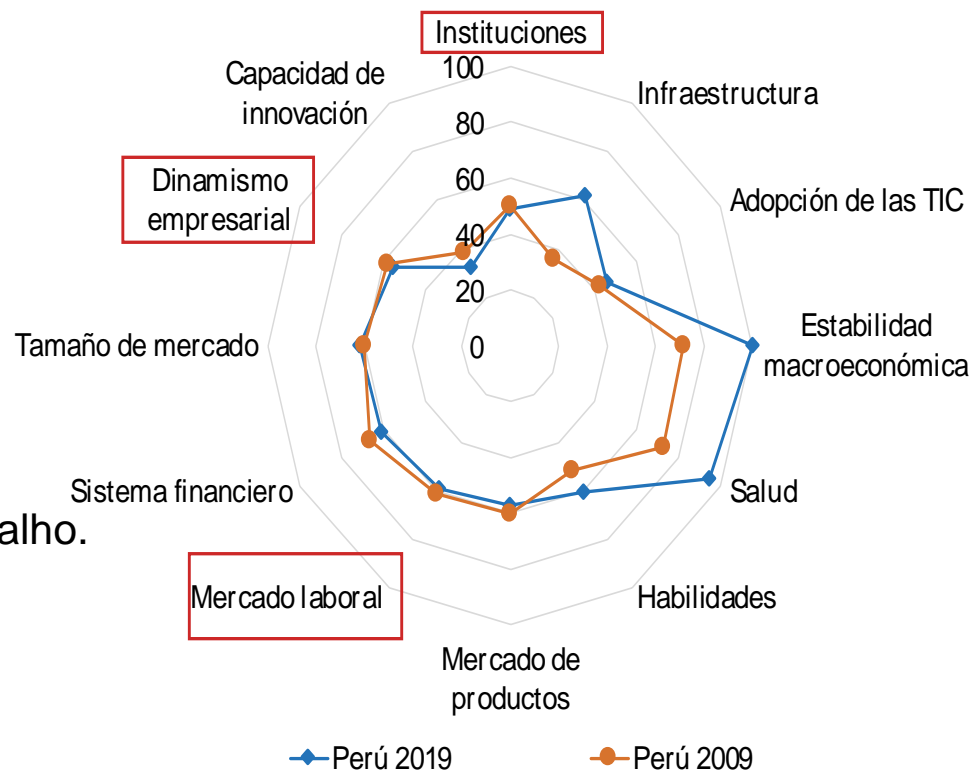 Instituciones
Capacidad de
innovación
Infraestructura
Dinamismo
empresarial
Adopción de las TIC
100
80
60
40
20
0
Tamaño de mercado
Estabilidad
macroeconómica
Sistema financiero
Salud
alho.
Mercado laboral
Habilidades
Mercado de
productos
Perú 2019
Perú 2009